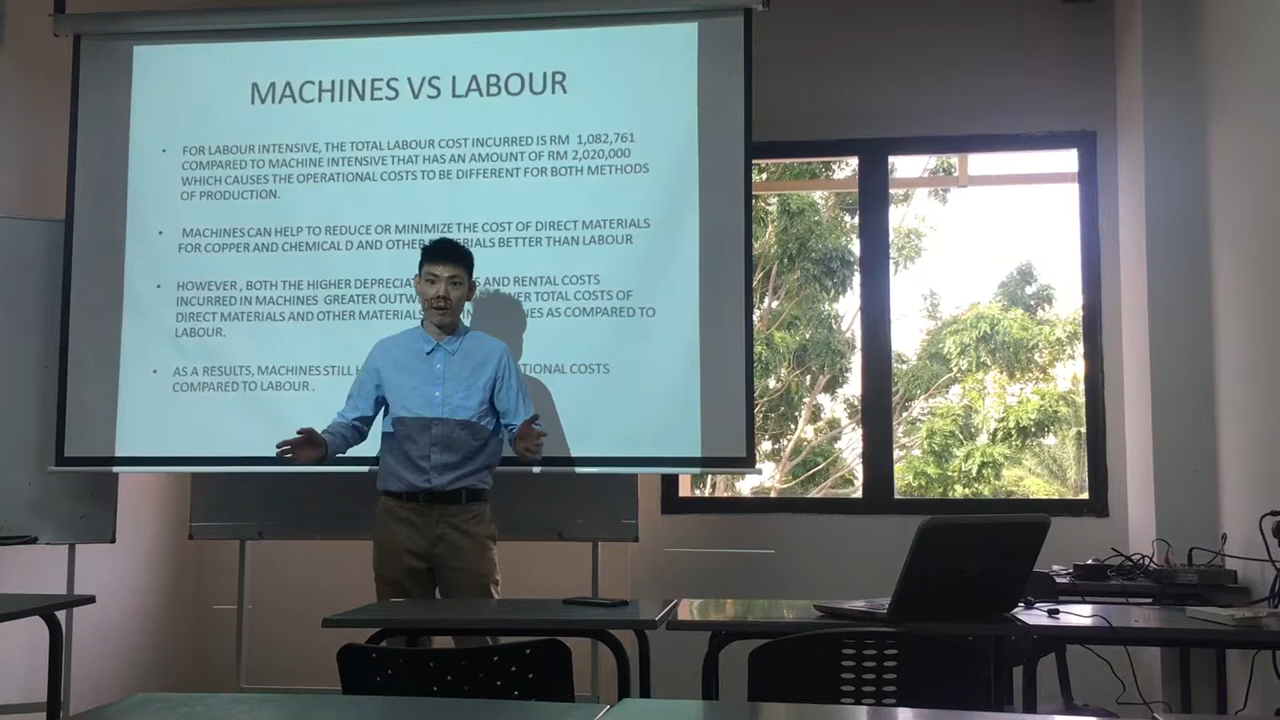 MACHINES VS LABOUR
• FOR LABOUR INTENSIVE, THE TOTAL LABOUR COST INCURRED IS RM 1,082,761
COMPARED TO MACHINE INTENSIVE THAT HAS AN AMOUNT OF RM 2,020,000
WHICH CAUSES THE OPERATIONAL COSTS TO BE DIFFERENT FOR BOTH METHODS
OF PRODUCTION.
• MACHINES CAN HELP TO REDUCE OR MINIMIZE THE COST OF DIRECT MATERIALS
FOR COPPER AND CHEMICAL D AND OTHER BETTER THAN LABOUR
• HOWEVER , BOTH THE HIGHER AND RENTAL COSTS
INCURRED IN MACHINES GREATER TOTAL COSTS OF
DIRECT MATERIALS AND OTHER MATERIALS AS COMPARED TO
LABOUR.
• AS A RESULTS, MACHINES STILL COSTS
COMPARED TO LABOUR .